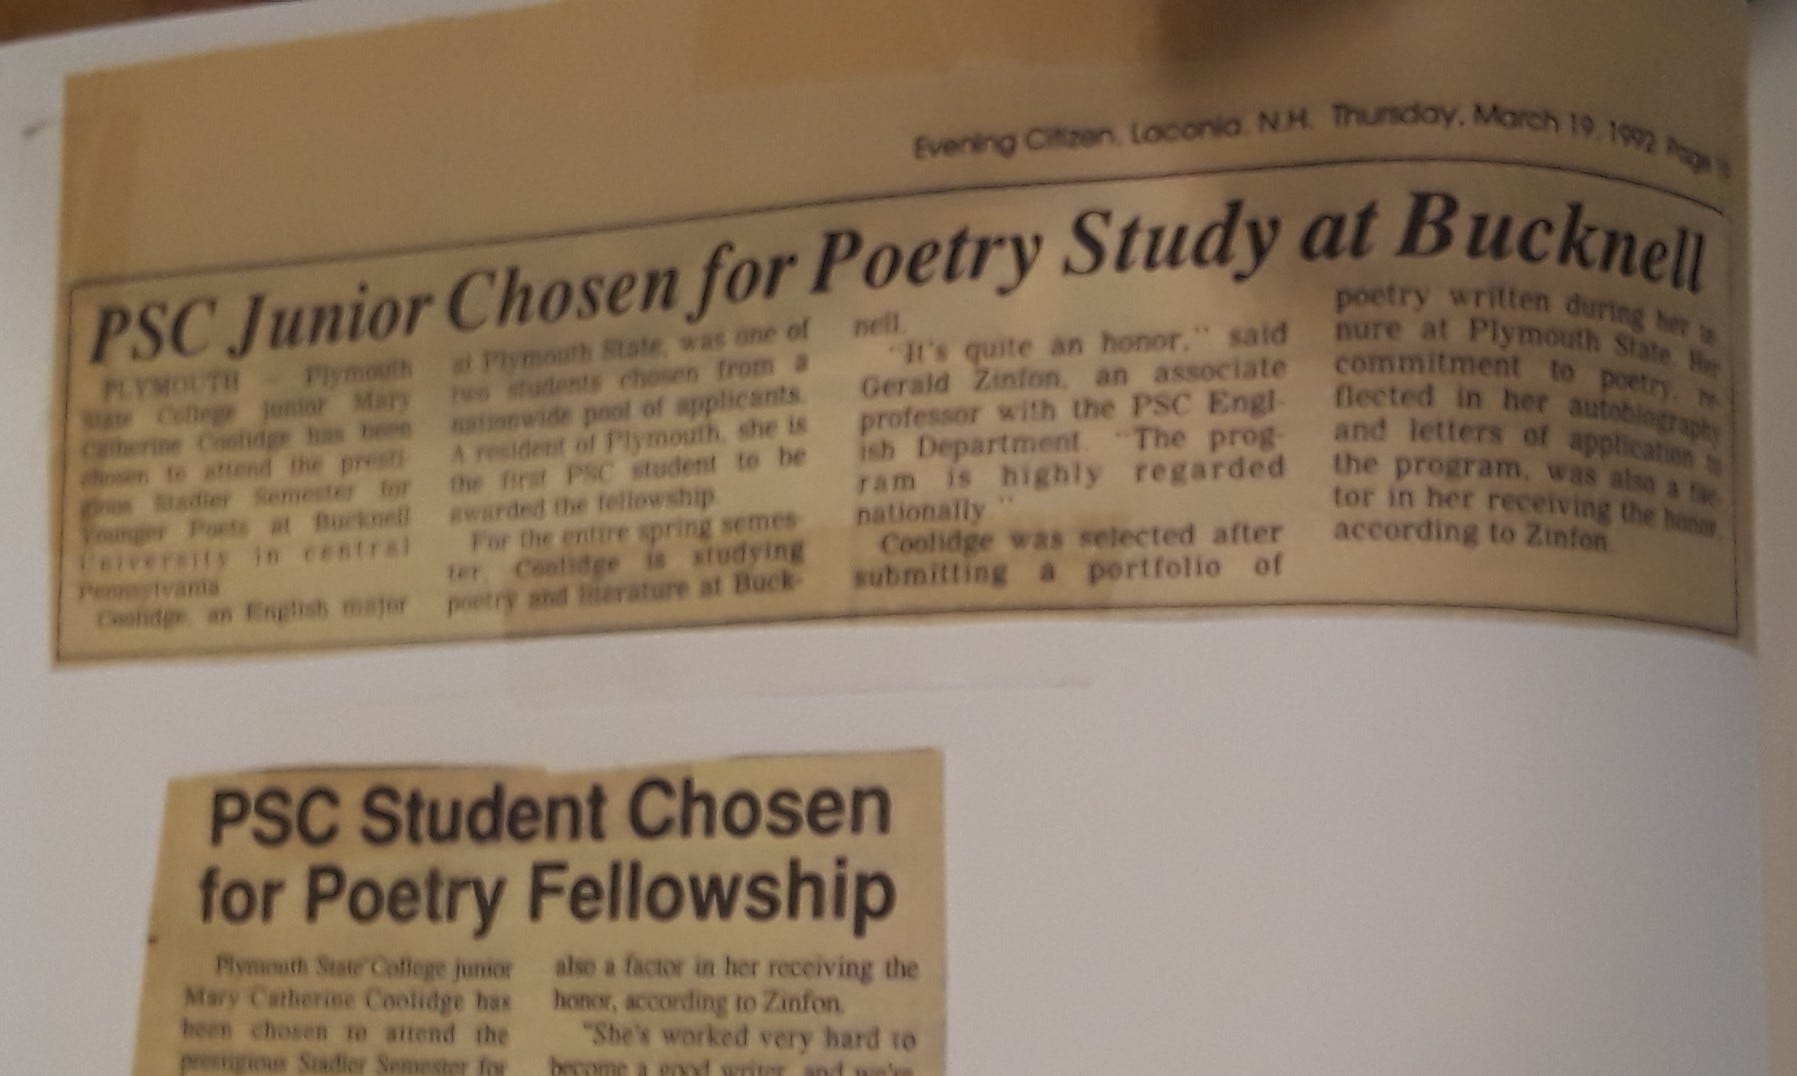 Evening Citizen, Laconia, N.H. Thursday, March 19, 1992 Page
PSC Junior Chosen for Poetry Study at Bucknell
PLYMOUTH — Plymouth
State College junior Mary
Catherine Coolidge has been
chosen to attend the presti-
gious Stadler Semester for
Younger Poets at Bucknell
University in central
Pennsylvania
Coolidge, an English major
at Plymouth State, was one of
two students chosen from a
nationwide pool of applicants.
A resident of Plymouth, she is
the first PSC student to be
awarded the fellowship.
For the entire spring semes-
ter, Coolidge is studying
poetry and literature at Buck-
nell.
"It's quite an honor," said
Gerald Zinfon, an associate
professor with the PSC Engl-
ish Department. "The prog-
ram is highly regarded
nationally."
Coolidge was selected after
submitting a portfolio of
poetry written during her
nure at Plymouth State. Her
commitment to poetry, re-
flected in her autobiography
and letters of application to
the program, was also a fac-
tor in her receiving the honor,
according to Zinfon.
PSC Student Chosen
for Poetry Fellowship
Plymouth State College junior
Mary Catherine Coolidge has
been chosen to attend the
prestigious Stadler Semester for
also a factor in her receiving the
honor, according to Zinfon.
"She's worked very hard to
become a good writer, and we're